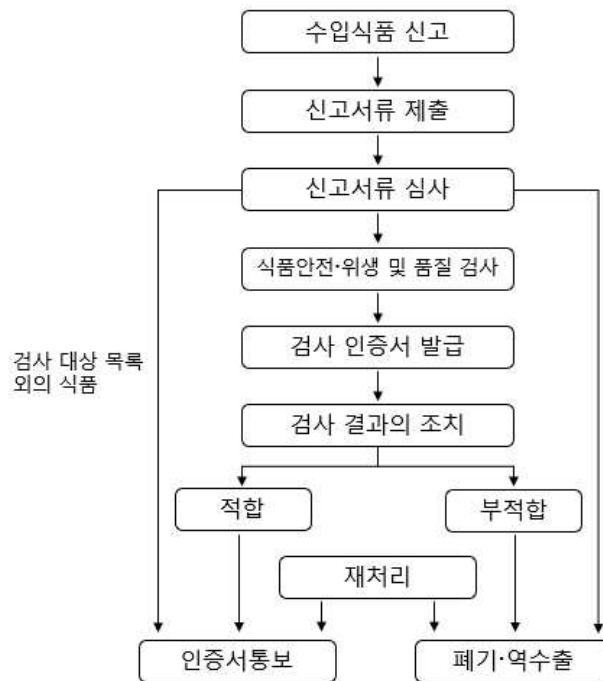 수입식품 신고
신고서류 제출
신고서류 심사
식품안전·위생 및 품질 검사
검사 인증서 발급
검사 대상 목록
외의 식품
검사 결과의 조치
적합
부적합
재처리
인증서통보
폐기·역수출